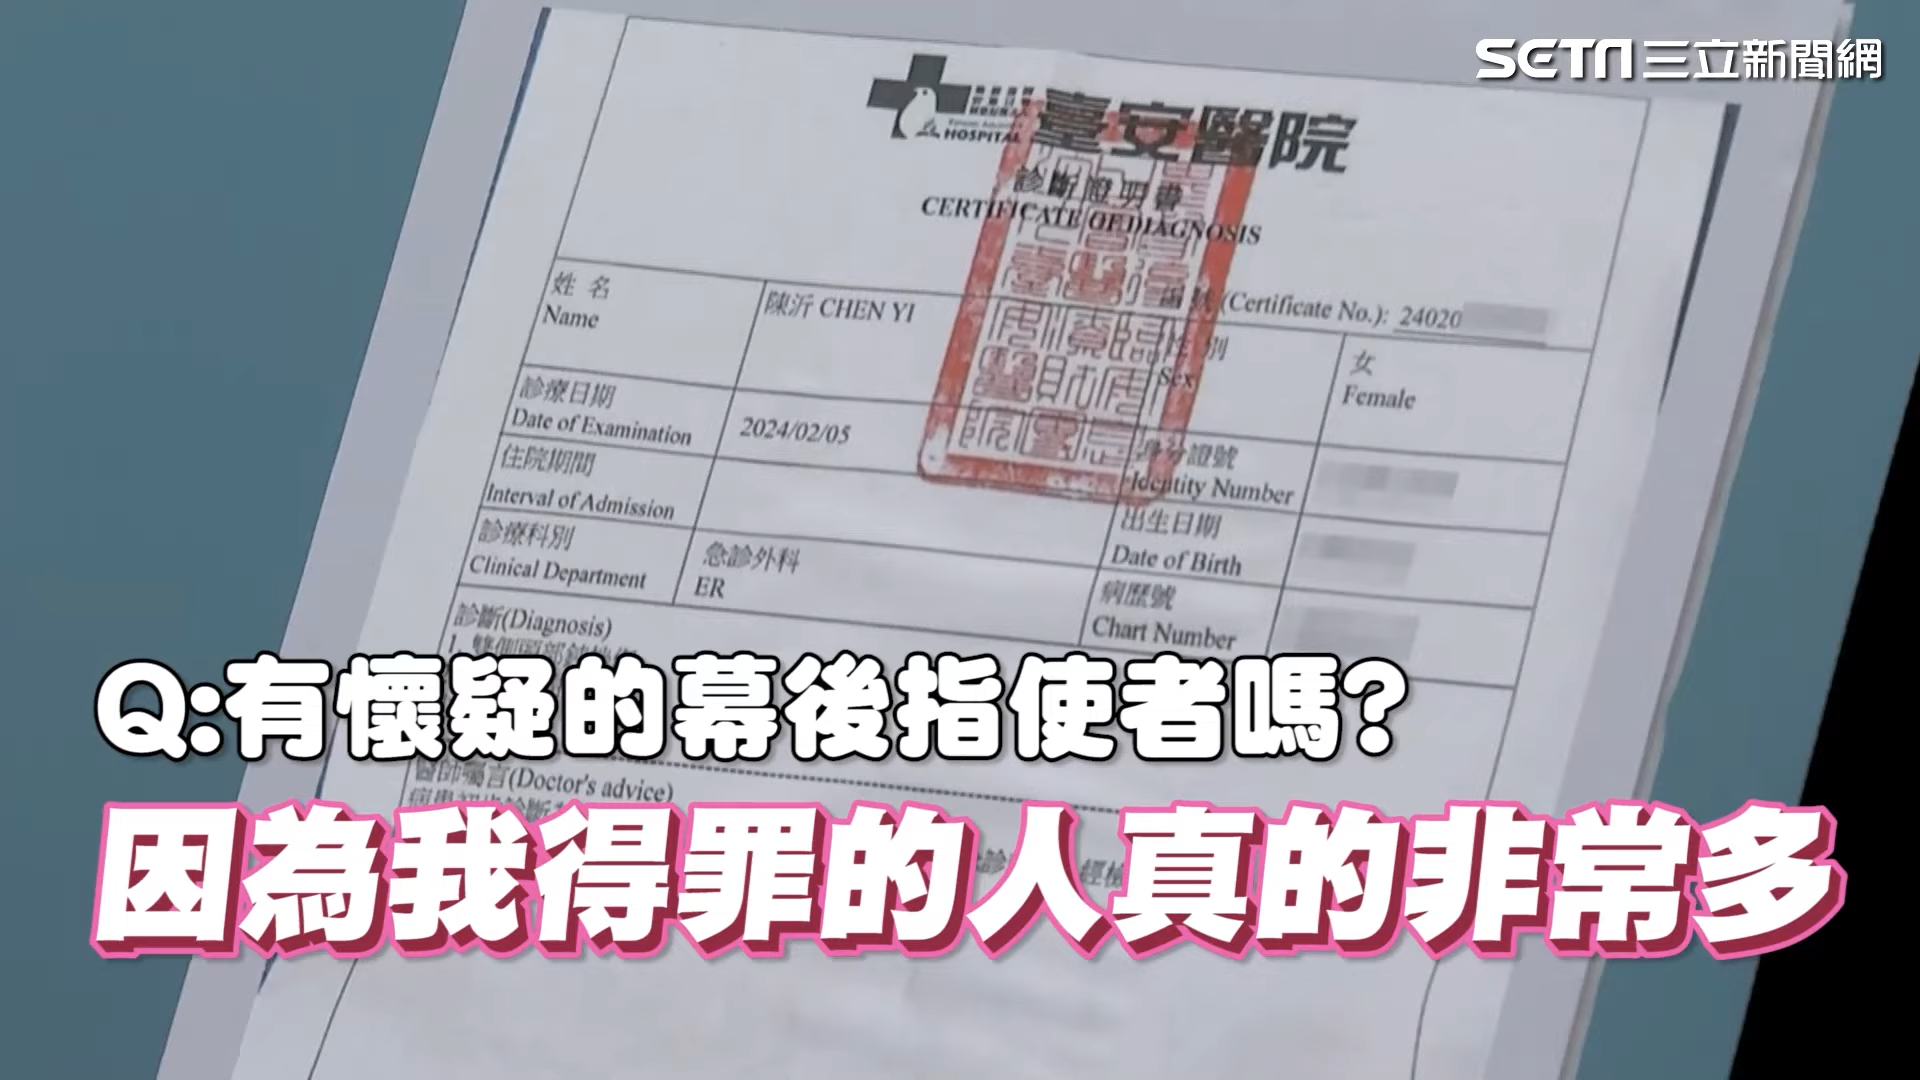 SETN三立新聞網
HOSPITAL 臺安醫院
診斷證明書
CERTIFICATE OF DIAGNOSIS
編號(Certificate No.): 24020
姓名 陳沂 CHEN YI 性別 女
Name Sex Female
診療日期 2024/02/05 身分證號
Date of Examination Identity Number
住院期間 出生日期
Interval of Admission Date of Birth
診療科別 急診外科 病歷號
Clinical Department ER Chart Number
診斷(Diagnosis)
Q:有懷疑的幕後指使者嗎?
醫師囑言(Doctor's advice)
因為我得罪的人真的非常多